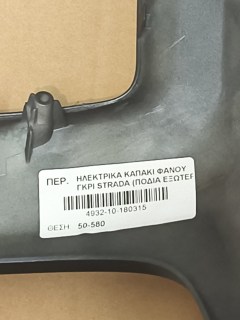 ΠΕΡ. ΗΛΕΚΤΡΙΚΑ ΚΑΠΑΚΙ ΦΑΝΟΥ
ΓΚΡΙ STRADA (ΠΟΔΙΑ ΕΞΩΤΕΡ
4932-10-180315
ΘΕΣΗ 50-580